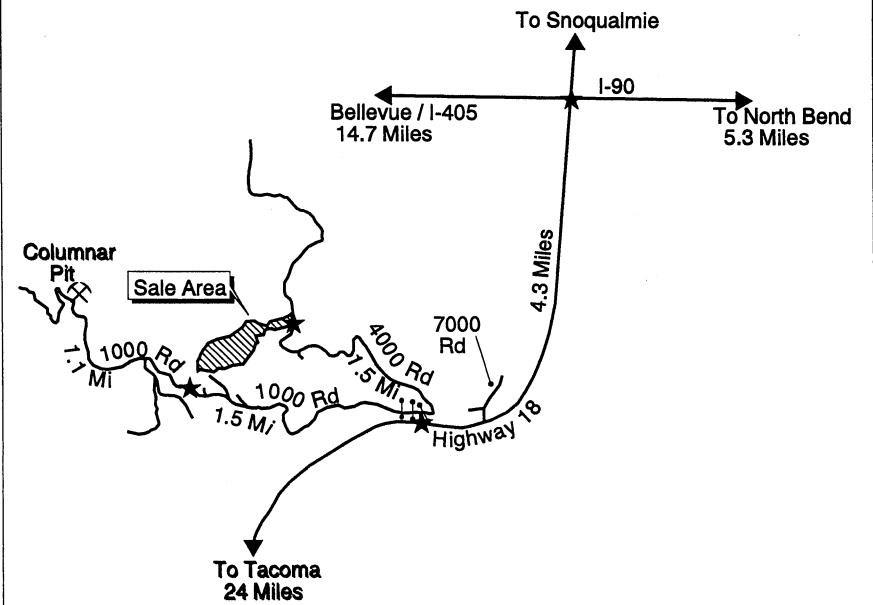 To Snoqualmie
I-90
Bellevue / I-405
14.7 Miles
To North Bend
5.3 Miles
Columnar
Pit
Sale Area
4.3 Miles
7000
Rd
4000 Rd
1.5 Mi
1000 Rd
1.1 Mi
1000 Rd
1.5 Mi
Highway 18
To Tacoma
24 Miles